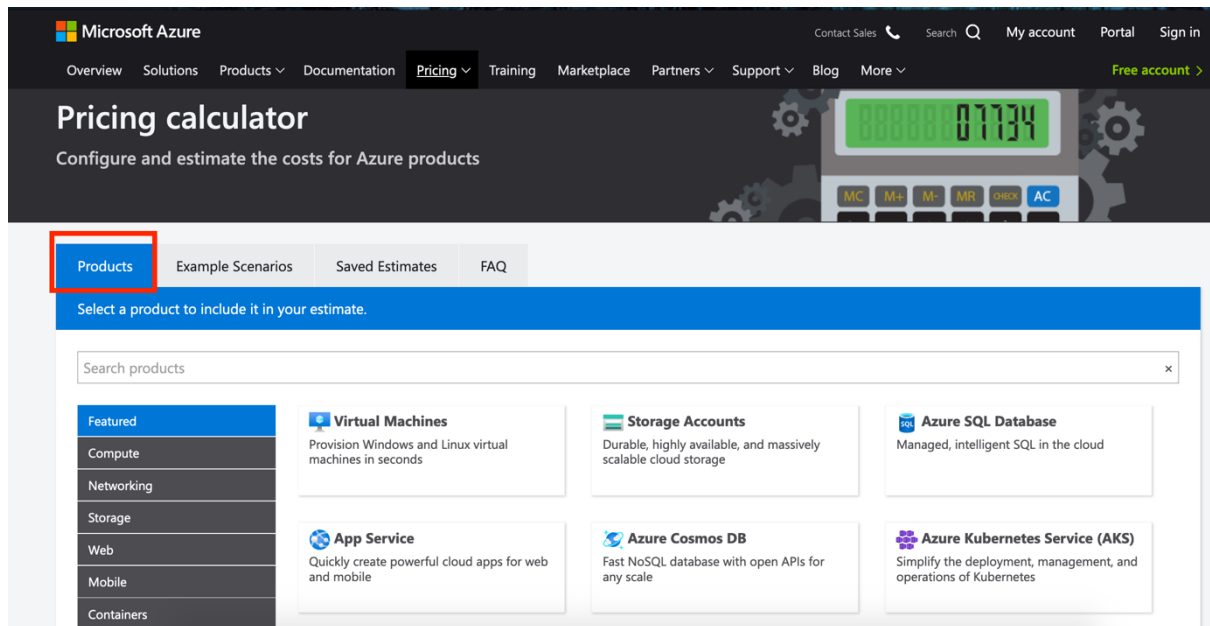 Microsoft Azure
Contact Sales Search My account Portal Sign in
Overview Solutions Products Documentation Pricing Training Marketplace Partners Support Blog More Free account >
Pricing calculator
Configure and estimate the costs for Azure products
07734
MC M+ M- MR CHECK AC
Products Example Scenarios Saved Estimates FAQ
Select a product to include it in your estimate.
Search products ×
Featured
Compute
Networking
Storage
Web
Mobile
Containers
Virtual Machines
Provision Windows and Linux virtual
machines in seconds
Storage Accounts
Durable, highly available, and massively
scalable cloud storage
SQL
Azure SQL Database
Managed, intelligent SQL in the cloud
App Service
Quickly create powerful cloud apps for web
and mobile
Azure Cosmos DB
Fast NoSQL database with open APIs for
any scale
Azure Kubernetes Service (AKS)
Simplify the deployment, management, and
operations of Kubernetes